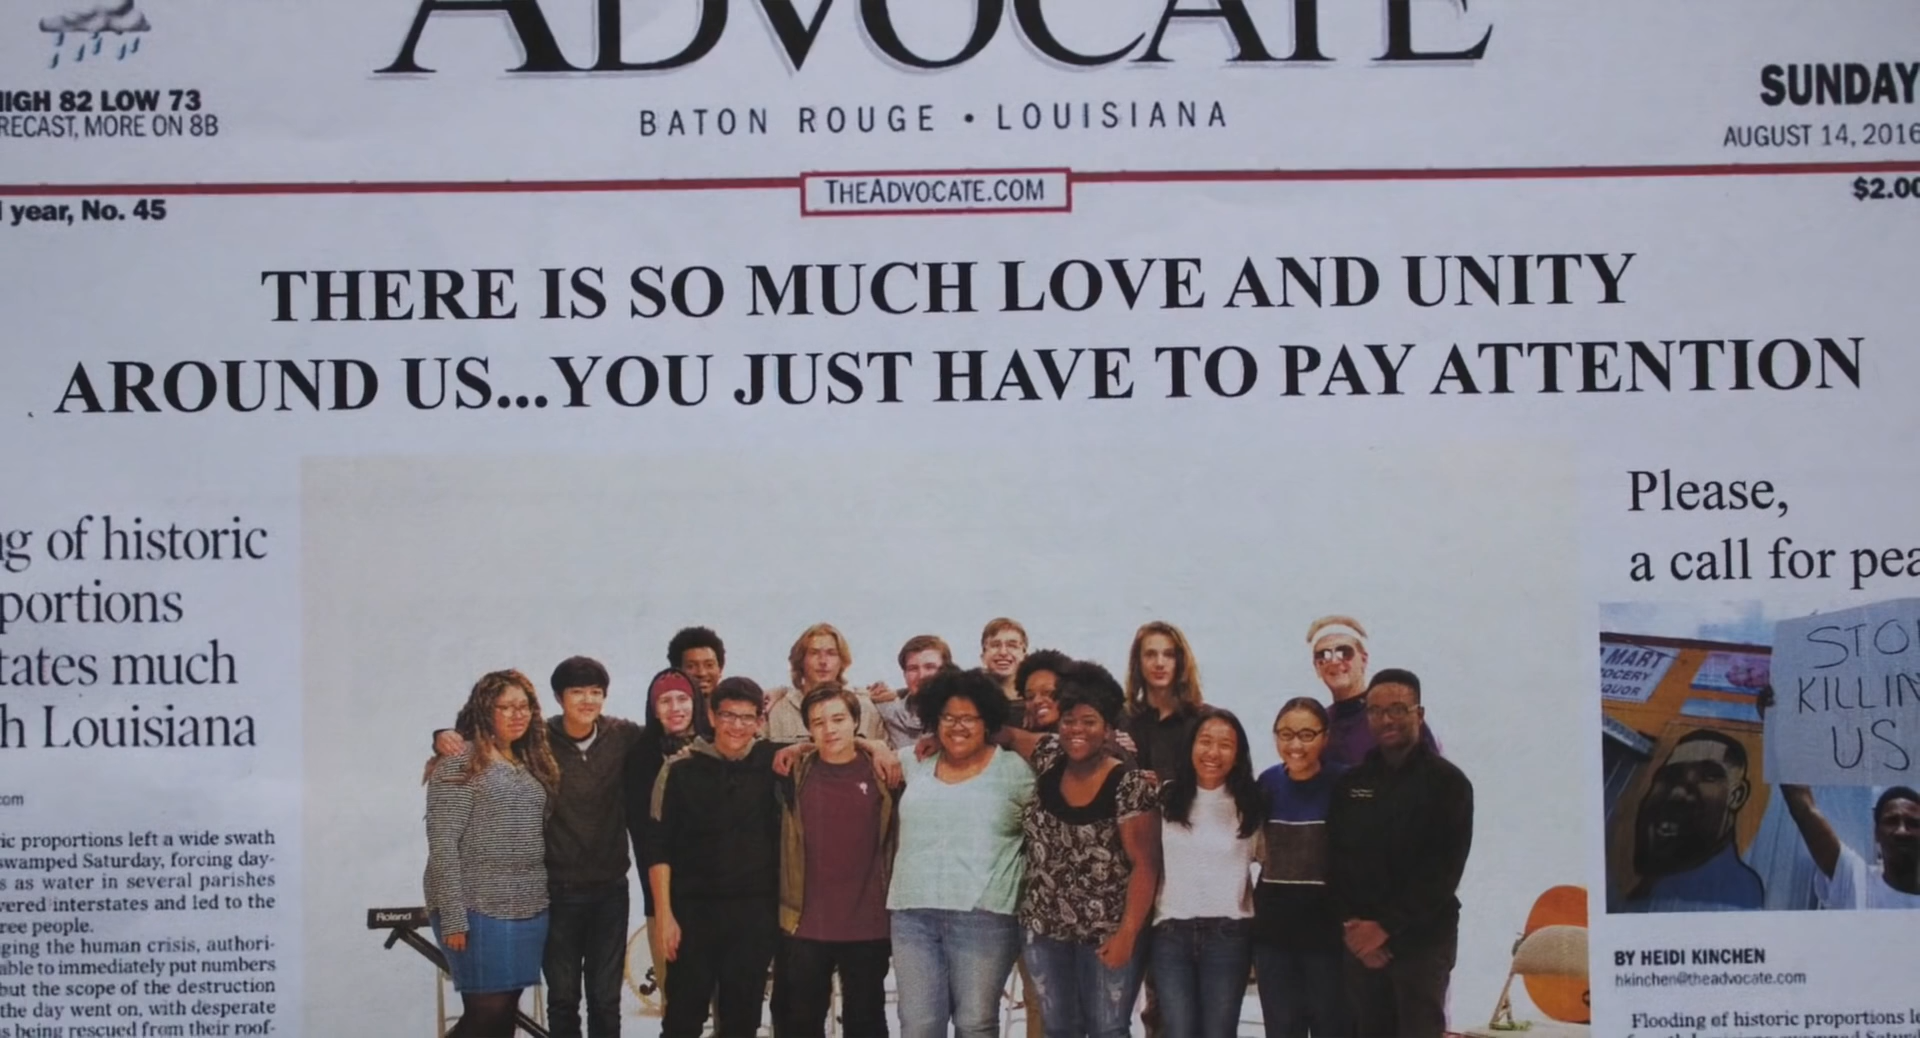 ADVOCATE
HIGH 82 LOW 73
RECAST, MORE ON 8B
BATON ROUGE • LOUISIANA
SUNDAY
AUGUST 14, 2016
THEADVOCATE.COM
year, No. 45
$2.00
THERE IS SO MUCH LOVE AND UNITY
AROUND US...YOU JUST HAVE TO PAY ATTENTION
g of historic
portions
tates much
h Louisiana
com
ic proportions left a wide swath
swamped Saturday, forcing day-
s as water in several parishes
vered interstates and led to the
ree people.
ging the human crisis, authori-
able to immediately put numbers
but the scope of the destruction
the day went on, with desperate
s being rescued from their roof-
Roland
Please,
a call for pea
MART
OCERY
IQUOR
STO
KILLIN
US
BY HEIDI KINCHEN
hkinchen@theadvocate.com
Flooding of historic proportions le